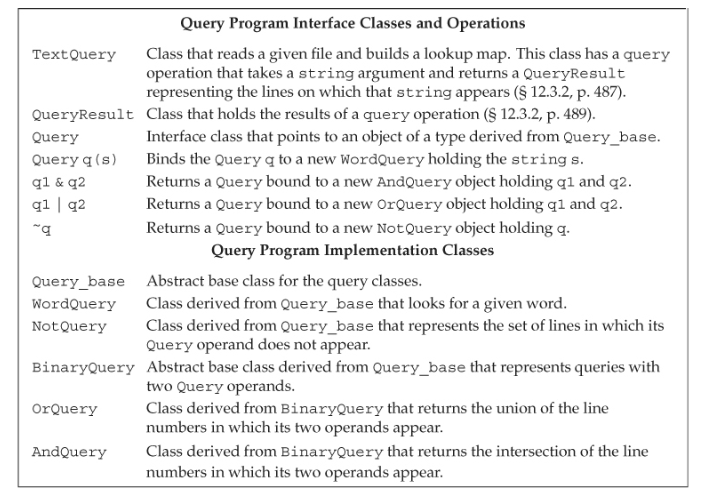 Query Program Interface Classes and Operations
TextQuery Class that reads a given file and builds a lookup map. This class has a query
operation that takes a string argument and returns a QueryResult
representing the lines on which that string appears (§ 12.3.2, p. 487).
QueryResult Class that holds the results of a query operation (§ 12.3.2, p. 489).
Query Interface class that points to an object of a type derived from Query_base.
Query q(s) Binds the Query q to a new WordQuery holding the string s.
q1 & q2 Returns a Query bound to a new AndQuery object holding q1 and q2.
q1 | q2 Returns a Query bound to a new OrQuery object holding q1 and q2.
~q Returns a Query bound to a new NotQuery object holding q.
Query Program Implementation Classes
Query_base Abstract base class for the query classes.
WordQuery Class derived from Query_base that looks for a given word.
NotQuery Class derived from Query_base that represents the set of lines in which its
Query operand does not appear.
BinaryQuery Abstract base class derived from Query_base that represents queries with
two Query operands.
OrQuery Class derived from BinaryQuery that returns the union of the line
numbers in which its two operands appear.
AndQuery Class derived from BinaryQuery that returns the intersection of the line
numbers in which its two operands appear.